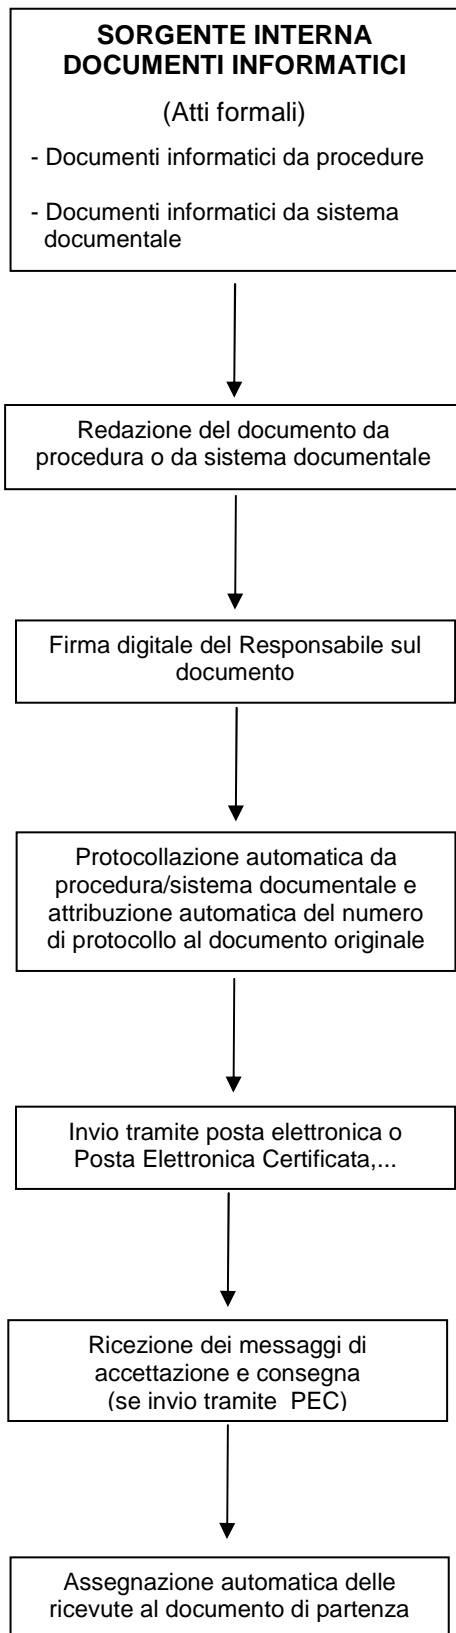 SORGENTE INTERNA
DOCUMENTI INFORMATICI
(Atti formali)
- Documenti informatici da procedure
- Documenti informatici da sistema
documentale
Redazione del documento da
procedura o da sistema documentale
Firma digitale del Responsabile sul
documento
Protocollazione automatica da
procedura/sistema documentale e
attribuzione automatica del numero
di protocollo al documento originale
Invio tramite posta elettronica o
Posta Elettronica Certificata,...
Ricezione dei messaggi di
accettazione e consegna
(se invio tramite PEC)
Assegnazione automatica delle
ricevute al documento di partenza